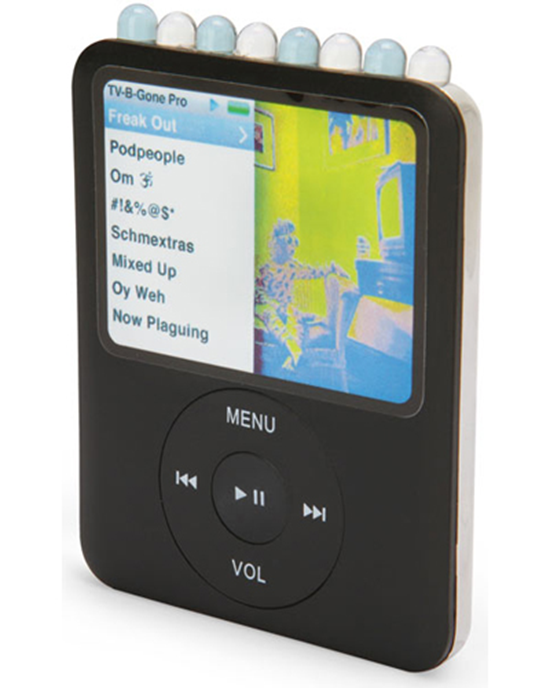 TV-B-Gone Pro
Freak Out
Podpeople
Om ॐ
#!&%@$*
Schmextras
Mixed Up
Oy Weh
Now Plaguing
MENU
VOL